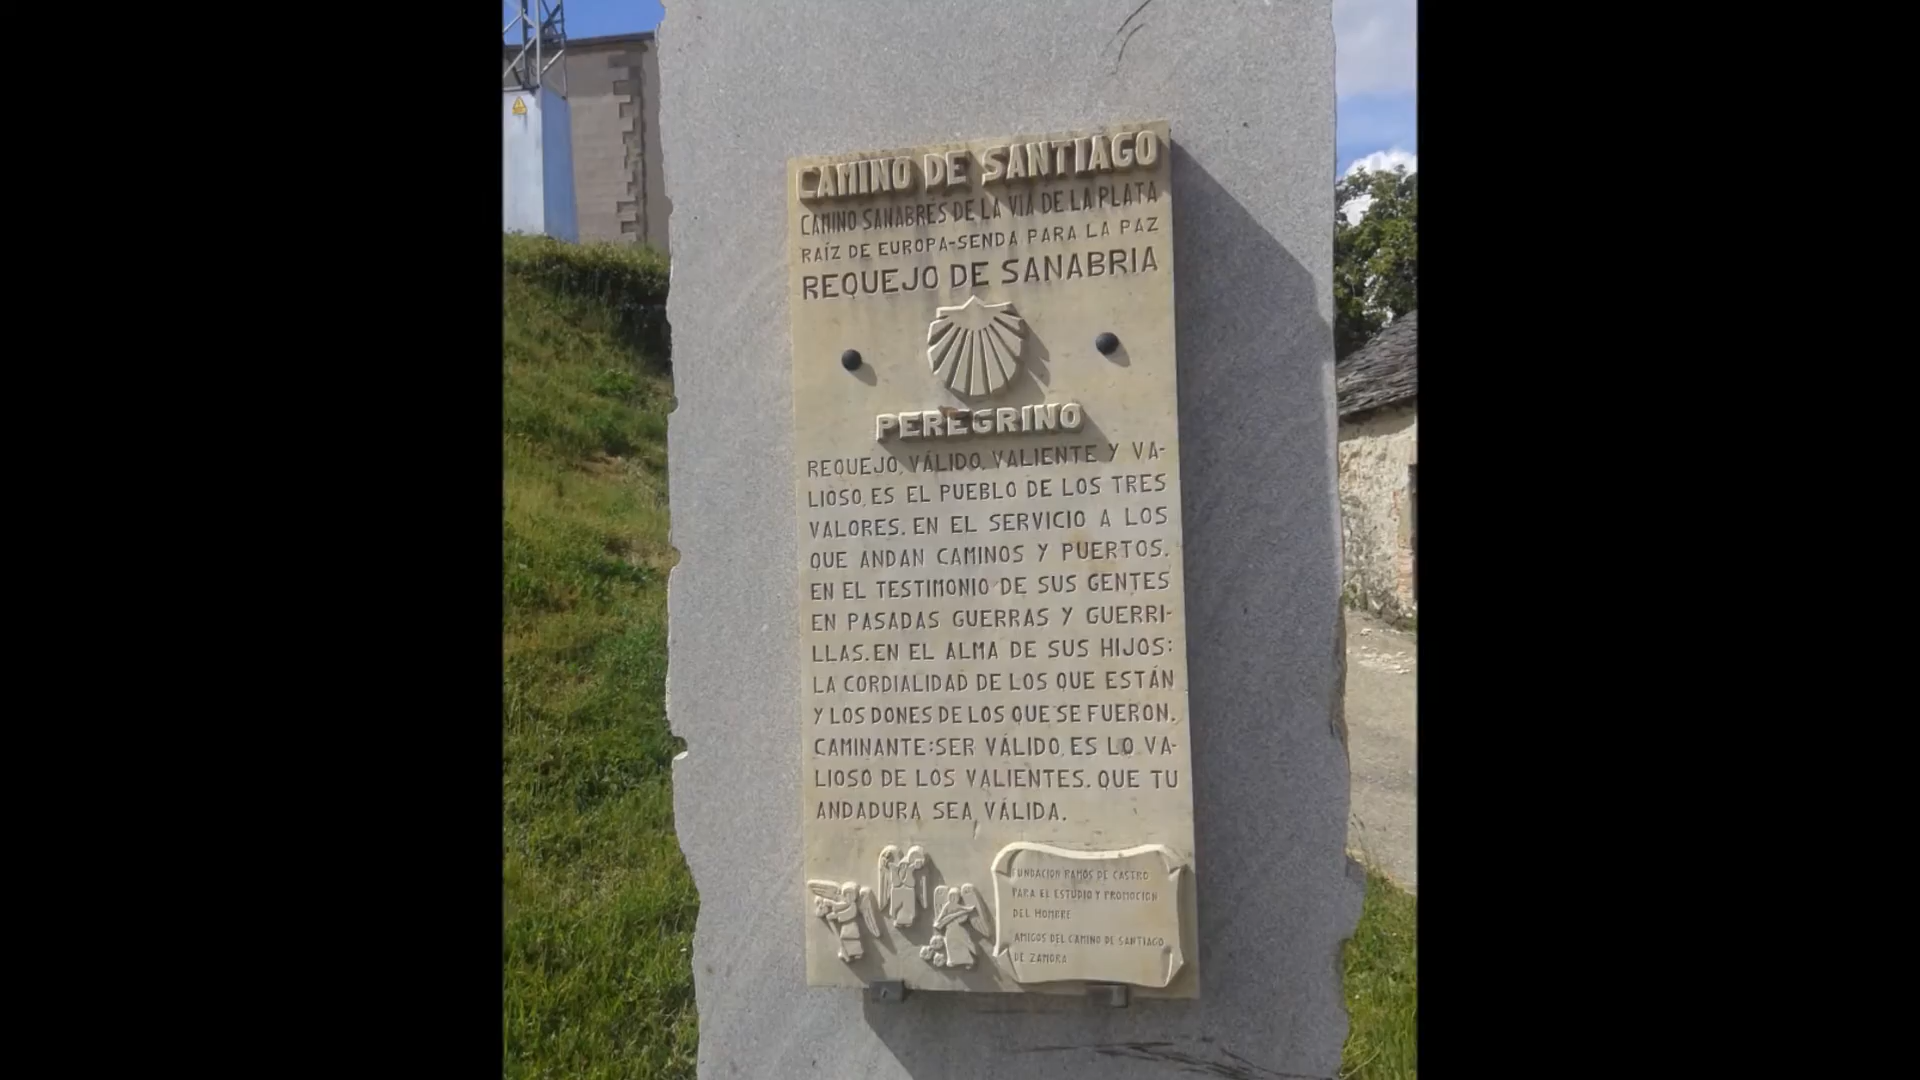 CAMINO DE SANTIAGO
CAMINO SANABRÉS DE LA VIA DE LA PLATA
RAÍZ DE EUROPA-SENDA PARA LA PAZ
REQUEJO DE SANABRIA
PEREGRINO
REQUEJO, VÁLIDO, VALIENTE Y VA-
LIOSO, ES EL PUEBLO DE LOS TRES
VALORES. EN EL SERVICIO A LOS
QUE ANDAN CAMINOS Y PUERTOS.
EN EL TESTIMONIO DE SUS GENTES
EN PASADAS GUERRAS Y GUERRI-
LLAS. EN EL ALMA DE SUS HIJOS:
LA CORDIALIDAD DE LOS QUE ESTÁN
Y LOS DONES DE LOS QUE SE FUERON.
CAMINANTE: SER VÁLIDO, ES LO VA-
LIOSO DE LOS VALIENTES. QUE TU
ANDADURA SEA VÁLIDA.
FUNDACION RAMOS DE CASTRO
PARA EL ESTUDIO Y PROMOCION
DEL HOMBRE
AMIGOS DEL CAMINO DE SANTIAGO
DE ZAMORA